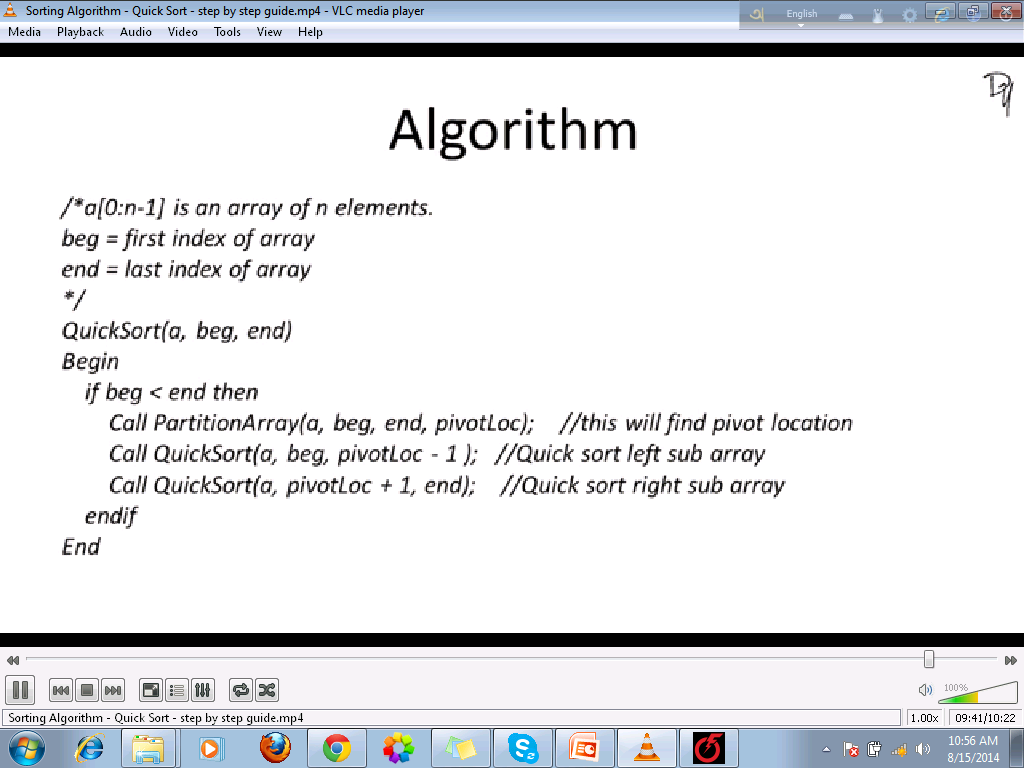 Sorting Algorithm - Quick Sort - step by step guide.mp4 - VLC media player
English
Media Playback Audio Video Tools View Help
Algorithm
/*a[0:n-1] is an array of n elements.
beg = first index of array
end = last index of array
*/
QuickSort(a, beg, end)
Begin
if beg < end then
Call PartitionArray(a, beg, end, pivotLoc); //this will find pivot location
Call QuickSort(a, beg, pivotLoc - 1 ); //Quick sort left sub array
Call QuickSort(a, pivotLoc + 1, end); //Quick sort right sub array
endif
End
100%
Sorting Algorithm - Quick Sort - step by step guide.mp4
1.00x
09:41/10:22
10:56 AM
8/15/2014